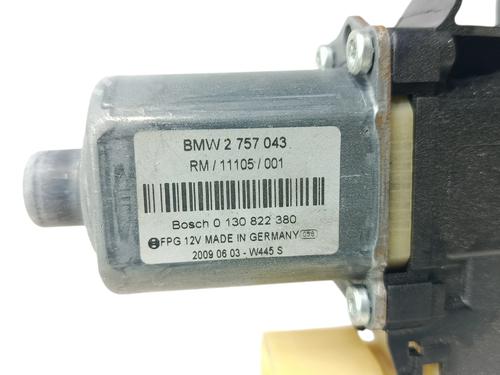 BMW 2 757 043
RM / 11105 / 001
Bosch 0 130 822 380
FPG 12V MADE IN GERMANY
2009 06 03 - W445 S